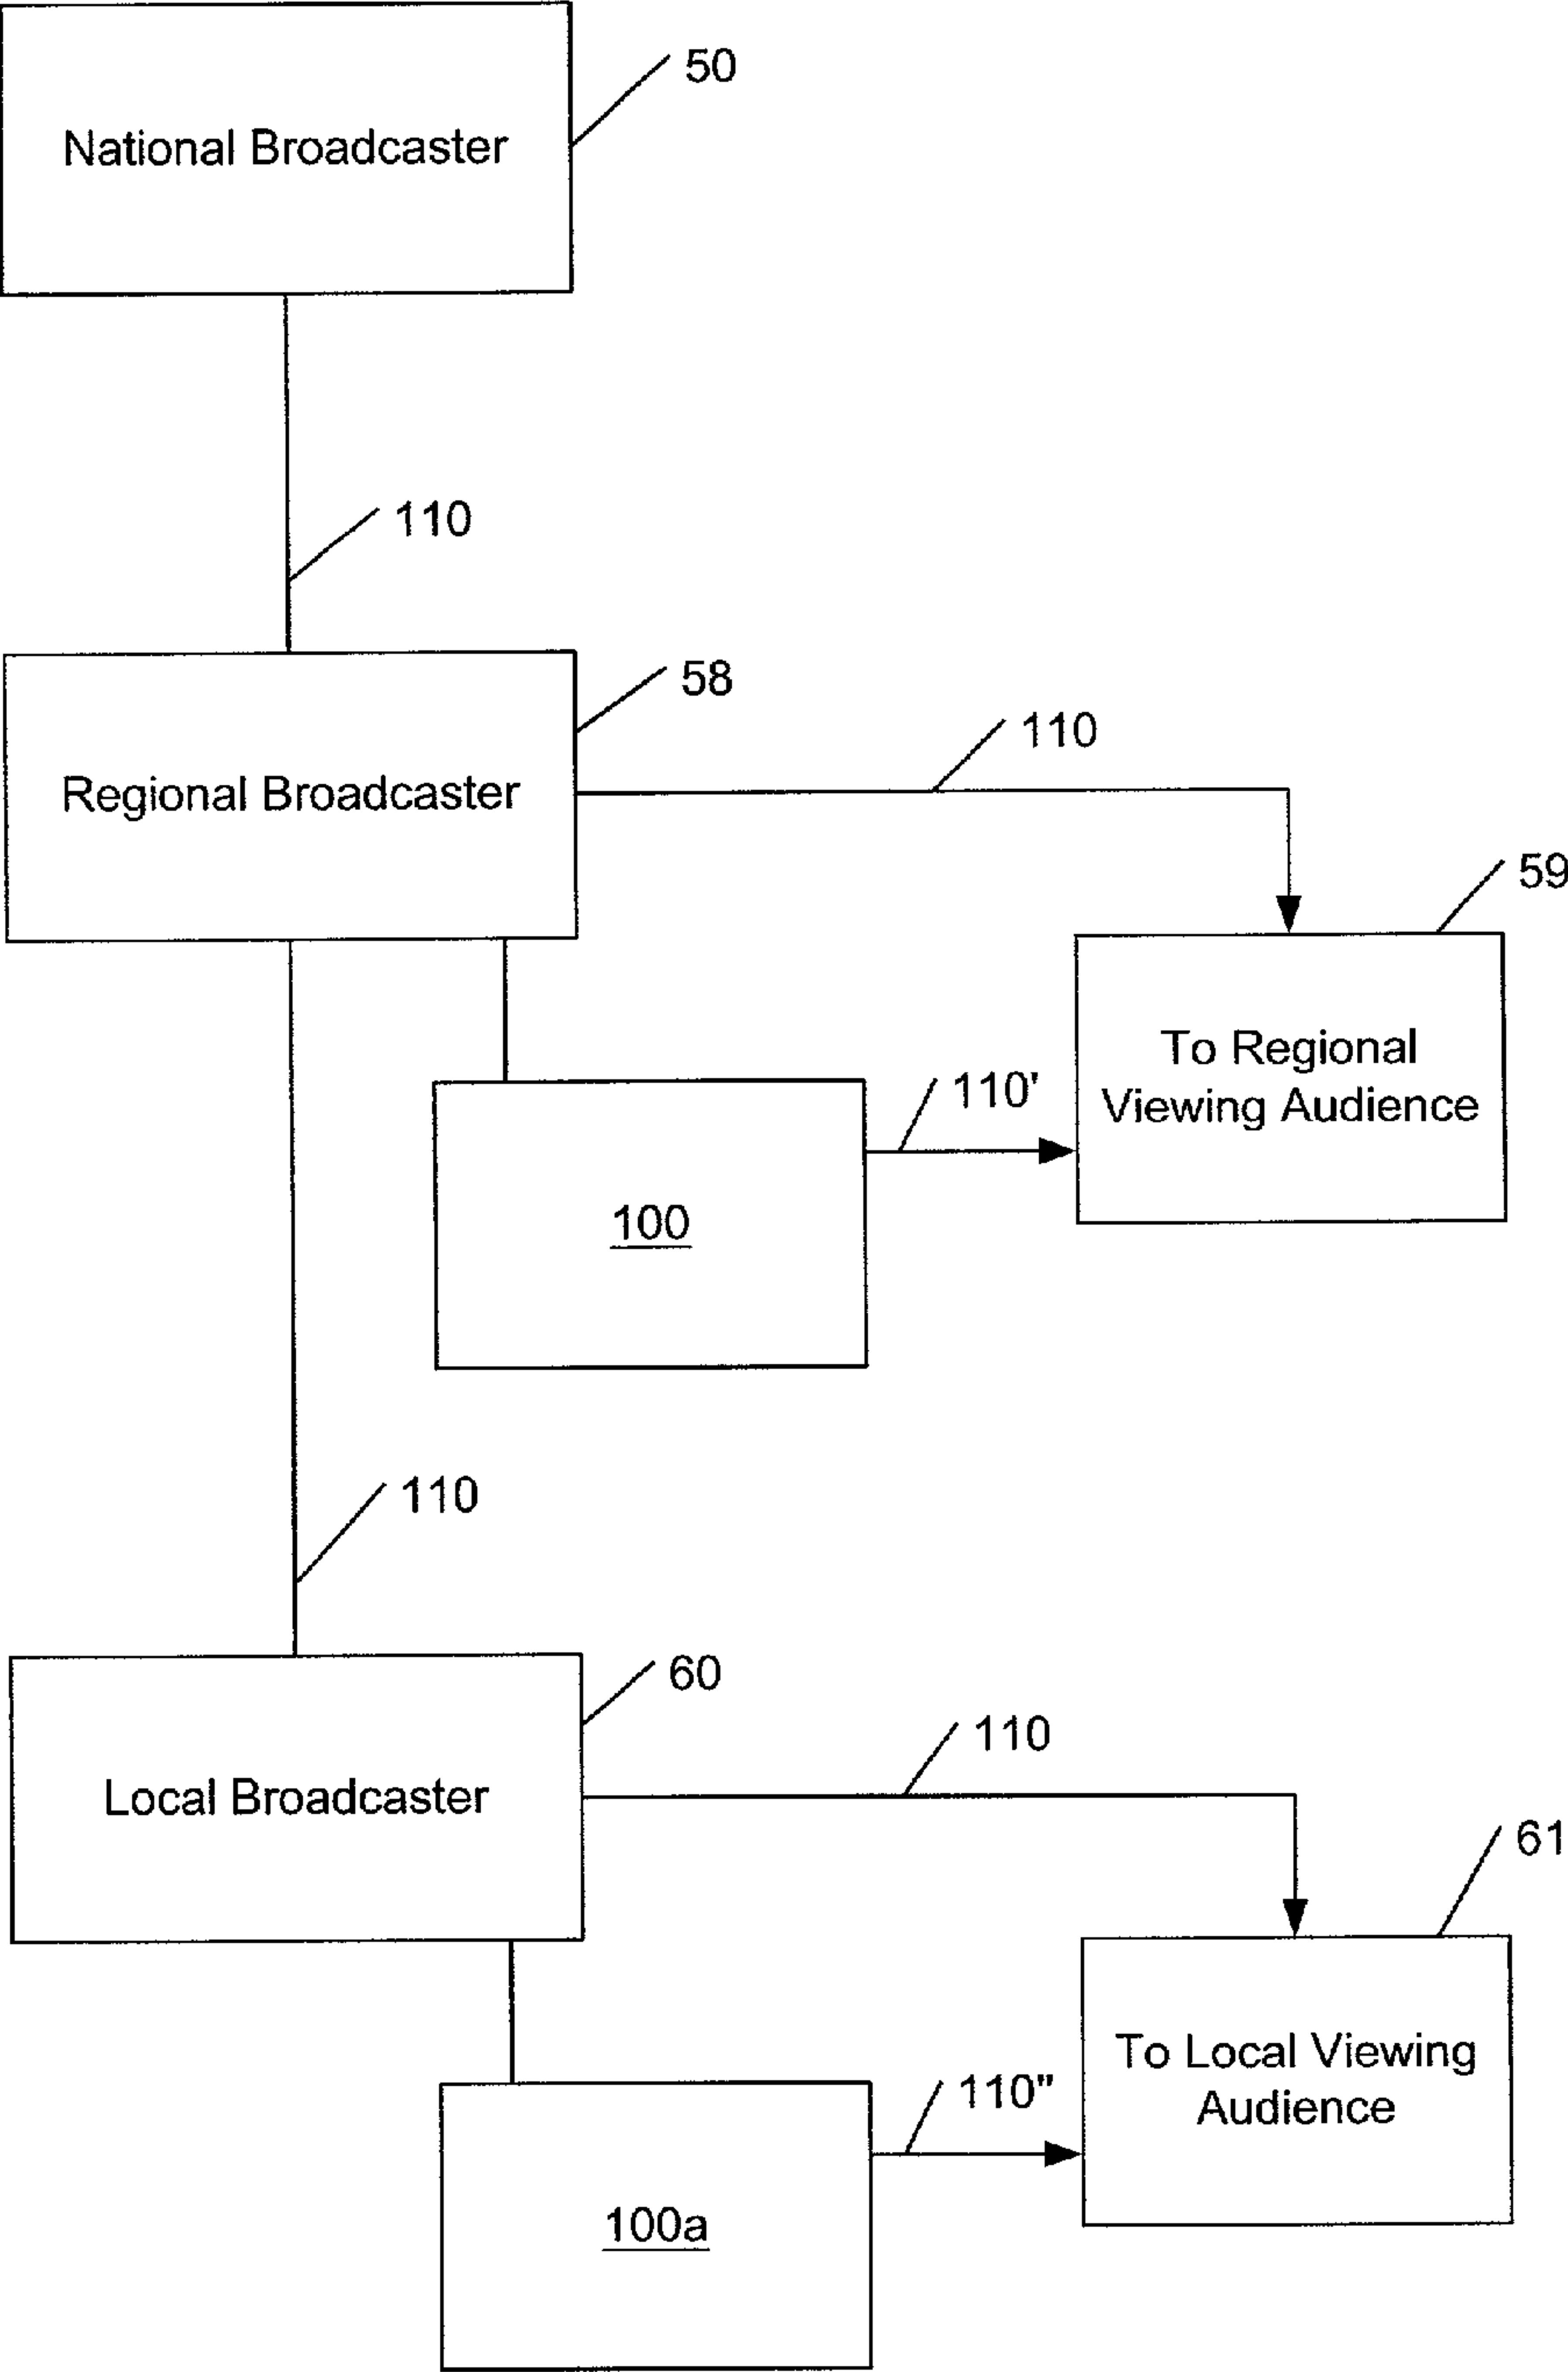 50
National Broadcaster
110
58
110
Regional Broadcaster
59
To Regional
Viewing Audience
110'
100
110
60
110
Local Broadcaster
61
To Local Viewing
Audience
110"
100a